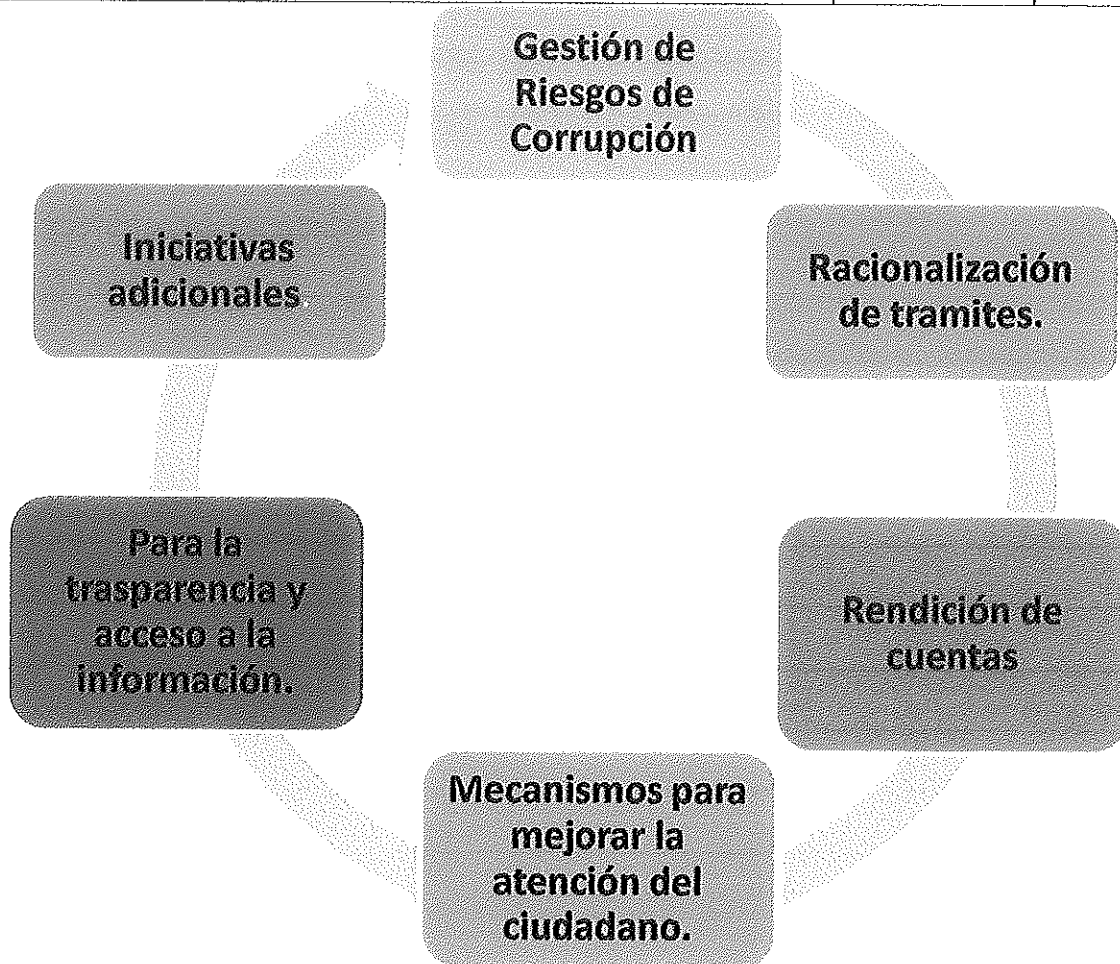 Gestión de
Riesgos de
Corrupción
Racionalización
de tramites.
Rendición de
cuentas
Mecanismos para
mejorar la
atención del
ciudadano.
Para la
trasparencia y
acceso a la
información.
Iniciativas
adicionales